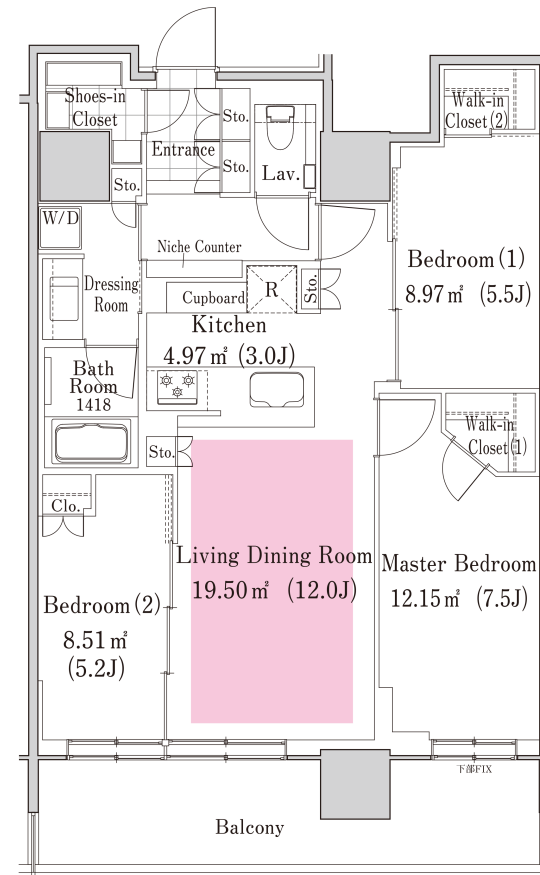 Shoes-in
Closet
Sto.
Entrance
Sto.
Lav.
Sto.
Walk-in
Closet(2)
W/D
Niche Counter
Dressing
Room
Cupboard
R
Sto.
Bedroom(1)
8.97㎡ (5.5J)
Kitchen
4.97㎡ (3.0J)
Bath
Room
1418
Sto.
Walk-in
Closet(1)
Clo.
Living Dining Room
19.50㎡ (12.0J)
Master Bedroom
12.15㎡ (7.5J)
Bedroom(2)
8.51㎡
(5.2J)
下部FIX
Balcony